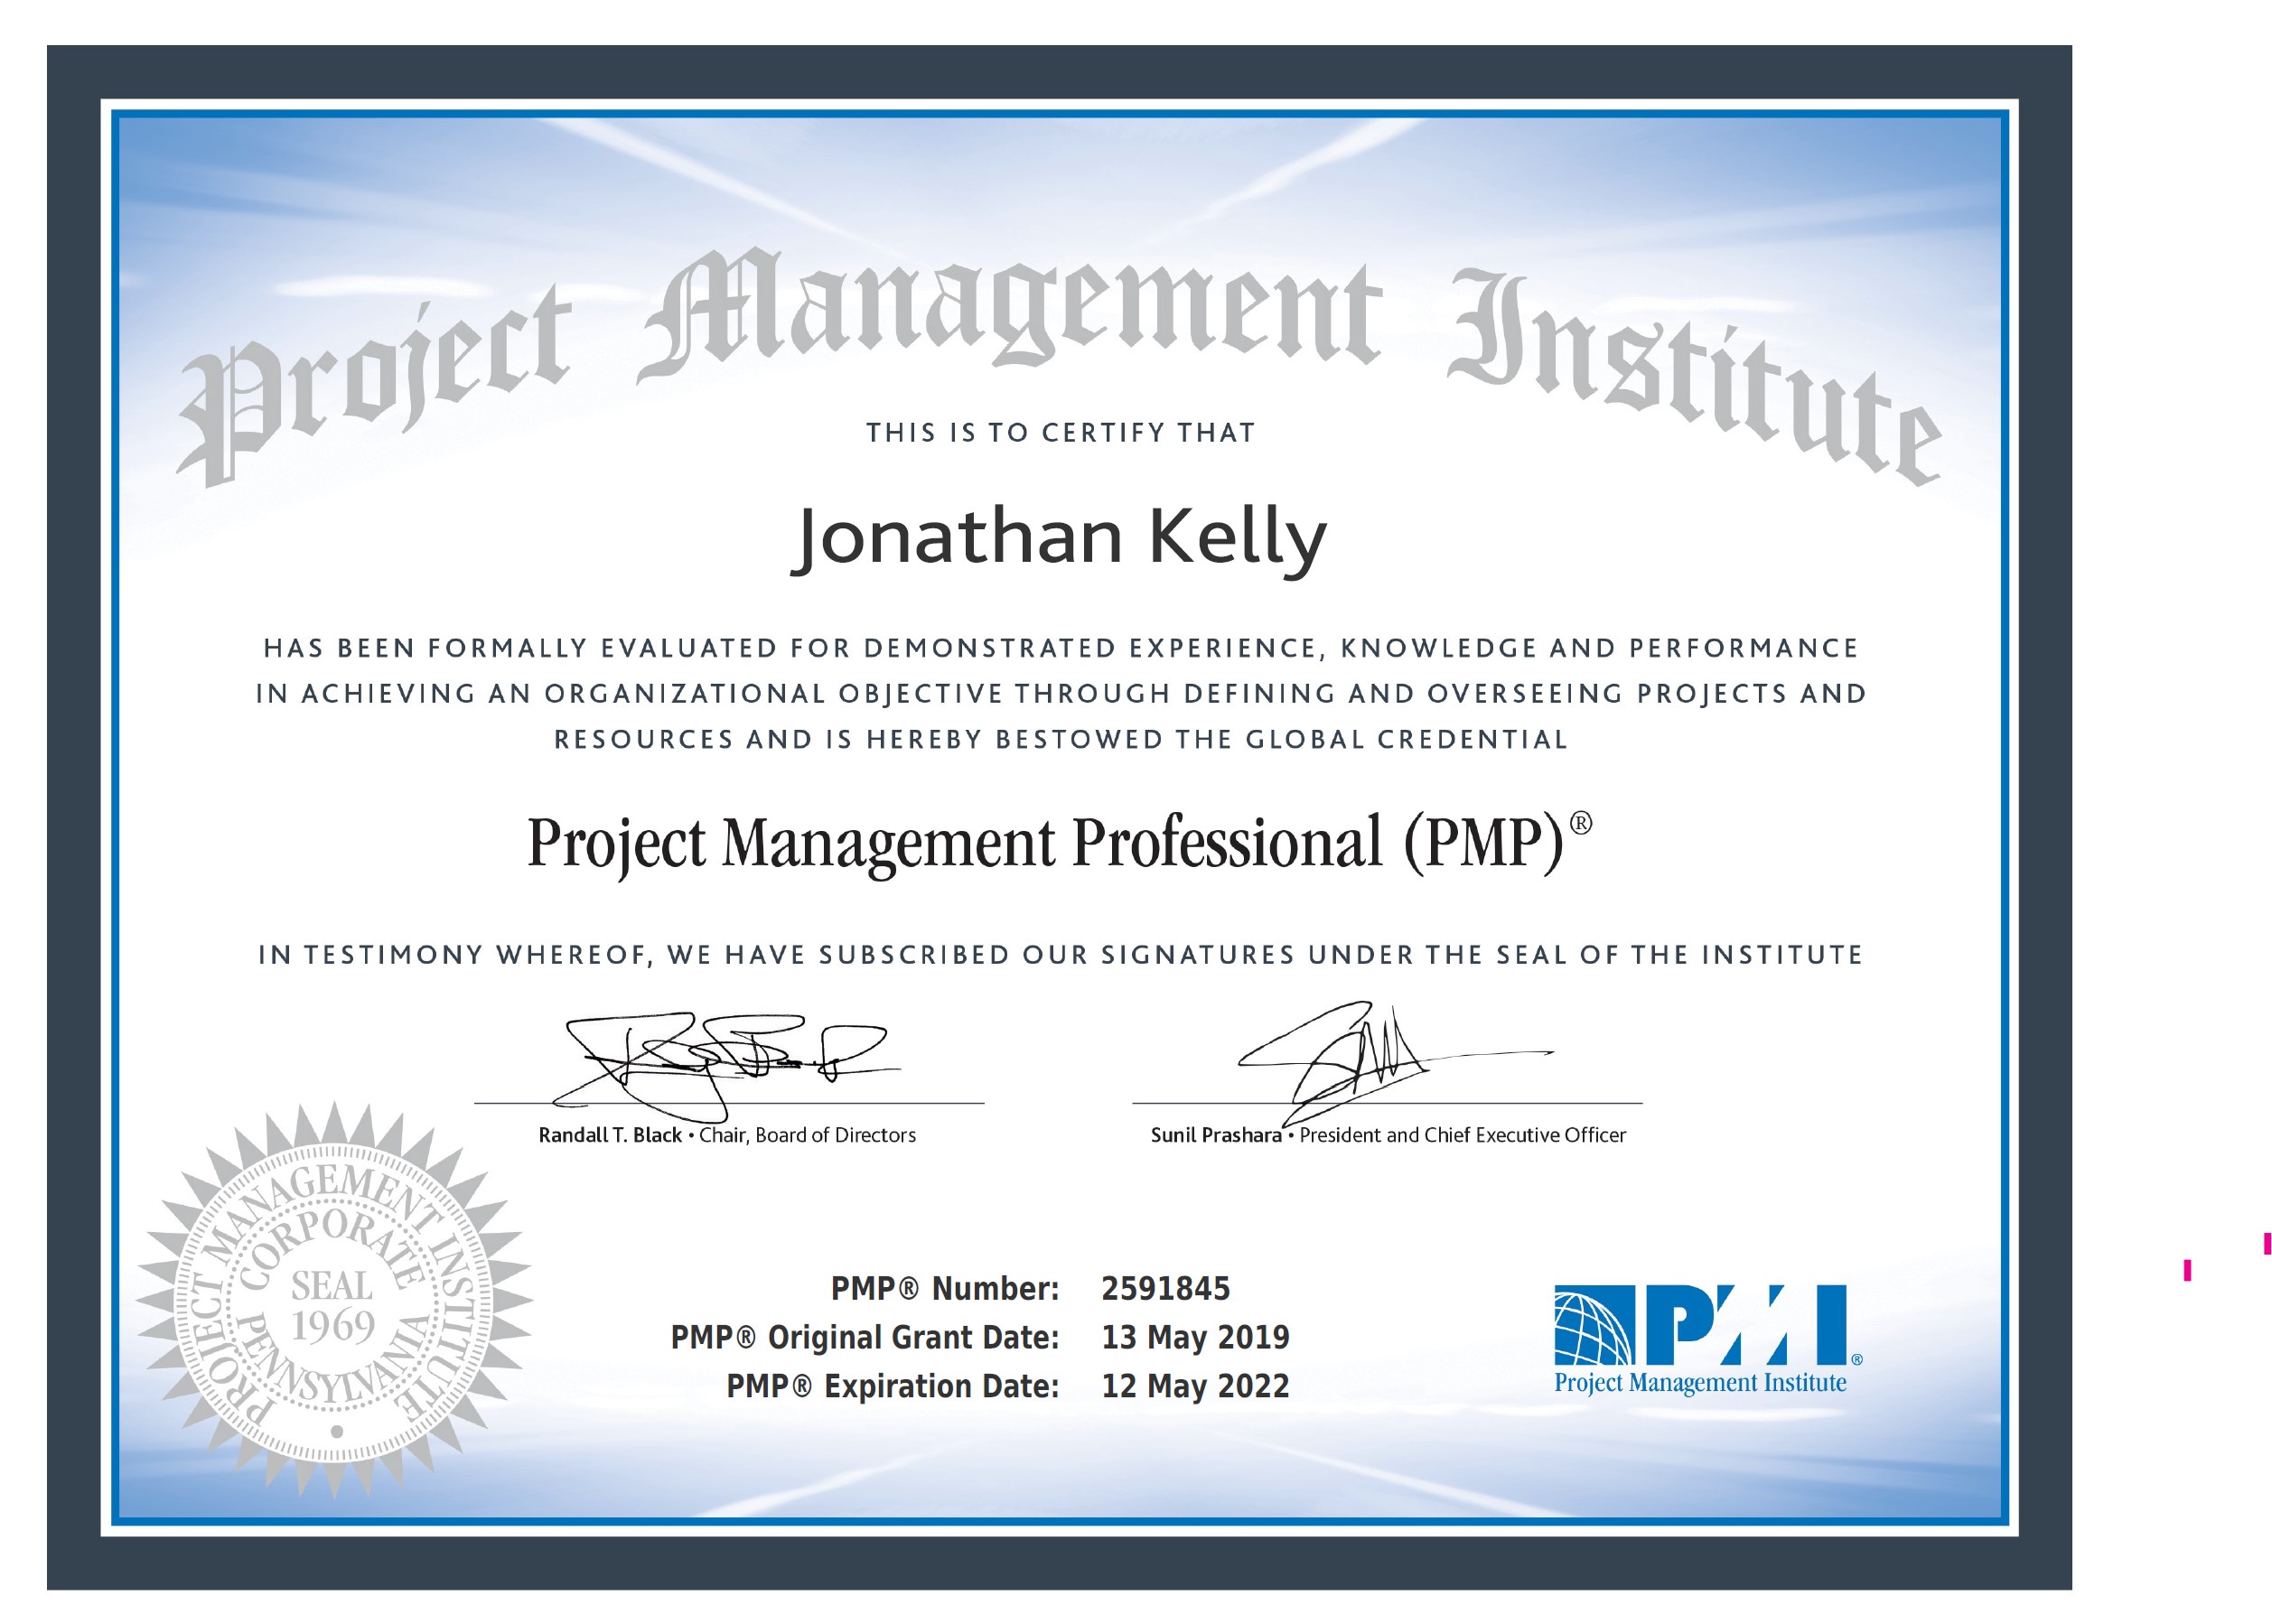 Project Management Institute
THIS IS TO CERTIFY THAT
Jonathan Kelly
HAS BEEN FORMALLY EVALUATED FOR DEMONSTRATED EXPERIENCE, KNOWLEDGE AND PERFORMANCE
IN ACHIEVING AN ORGANIZATIONAL OBJECTIVE THROUGH DEFINING AND OVERSEEING PROJECTS AND
RESOURCES AND IS HEREBY BESTOWED THE GLOBAL CREDENTIAL
Project Management Professional (PMP)®
IN TESTIMONY WHEREOF, WE HAVE SUBSCRIBED OUR SIGNATURES UNDER THE SEAL OF THE INSTITUTE
Randall T. Black • Chair, Board of Directors
Sunil Prashara • President and Chief Executive Officer
PROJECT MANAGEMENT INSTITUTE
CORPORATE
SEAL
1969
PENNSYLVANIA
PMP® Number: 2591845
PMP® Original Grant Date: 13 May 2019
PMP® Expiration Date: 12 May 2022
PMI®
Project Management Institute